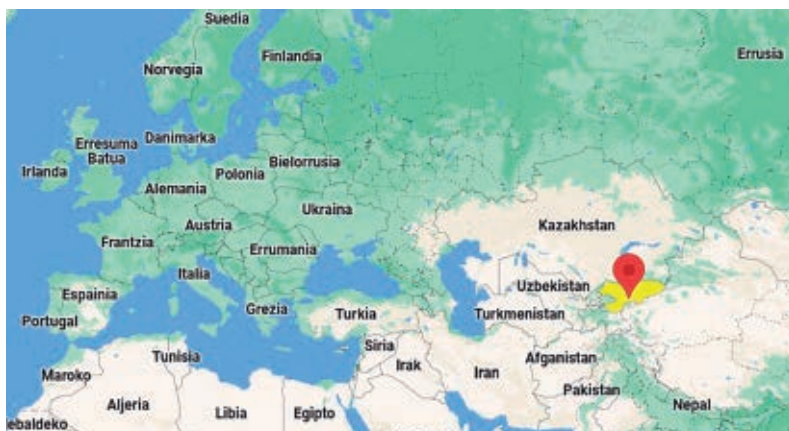 Suedia
Finlandia
Errusia
Norvegia
Danimarka
Erresuma
Batua
Irlanda
Bielorrusia
Polonia
Alemania
Ukraina
Austria
Kazakhstan
Frantzia
Errumania
Italia
Espainia
Uzbekistan
Portugal
Grezia
Turkia
Turkmenistan
Siria
Tunisia
Irak
Iran
Afganistan
Maroko
Pakistan
Aljeria
Libia
Egipto
Nepal
ebaldeko